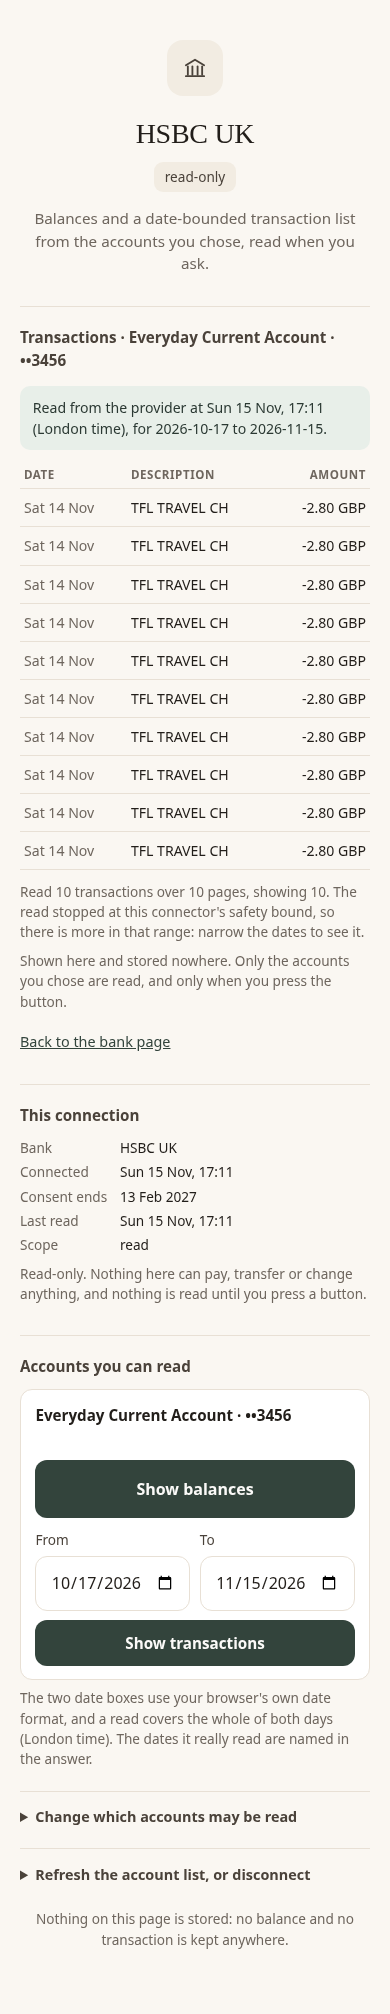 HSBC UK
read-only
Balances and a date-bounded transaction list
from the accounts you chose, read when you
ask.
Transactions · Everyday Current Account ·
••3456
Read from the provider at Sun 15 Nov, 17:11
(London time), for 2026-10-17 to 2026-11-15.
DATE DESCRIPTION AMOUNT
Sat 14 Nov TFL TRAVEL CH -2.80 GBP
Sat 14 Nov TFL TRAVEL CH -2.80 GBP
Sat 14 Nov TFL TRAVEL CH -2.80 GBP
Sat 14 Nov TFL TRAVEL CH -2.80 GBP
Sat 14 Nov TFL TRAVEL CH -2.80 GBP
Sat 14 Nov TFL TRAVEL CH -2.80 GBP
Sat 14 Nov TFL TRAVEL CH -2.80 GBP
Sat 14 Nov TFL TRAVEL CH -2.80 GBP
Sat 14 Nov TFL TRAVEL CH -2.80 GBP
Sat 14 Nov TFL TRAVEL CH -2.80 GBP
Read 10 transactions over 10 pages, showing 10. The
read stopped at this connector's safety bound, so
there is more in that range: narrow the dates to see it.
Shown here and stored nowhere. Only the accounts
you chose are read, and only when you press the
button.
Back to the bank page
This connection
Bank HSBC UK
Connected Sun 15 Nov, 17:11
Consent ends 13 Feb 2027
Last read Sun 15 Nov, 17:11
Scope read
Read-only. Nothing here can pay, transfer or change
anything, and nothing is read until you press a button.
Accounts you can read
Everyday Current Account · ••3456
Show balances
From To
10/17/2026 11/15/2026
Show transactions
The two date boxes use your browser's own date
format, and a read covers the whole of both days
(London time). The dates it really read are named in
the answer.
Change which accounts may be read
Refresh the account list, or disconnect
Nothing on this page is stored: no balance and no
transaction is kept anywhere.